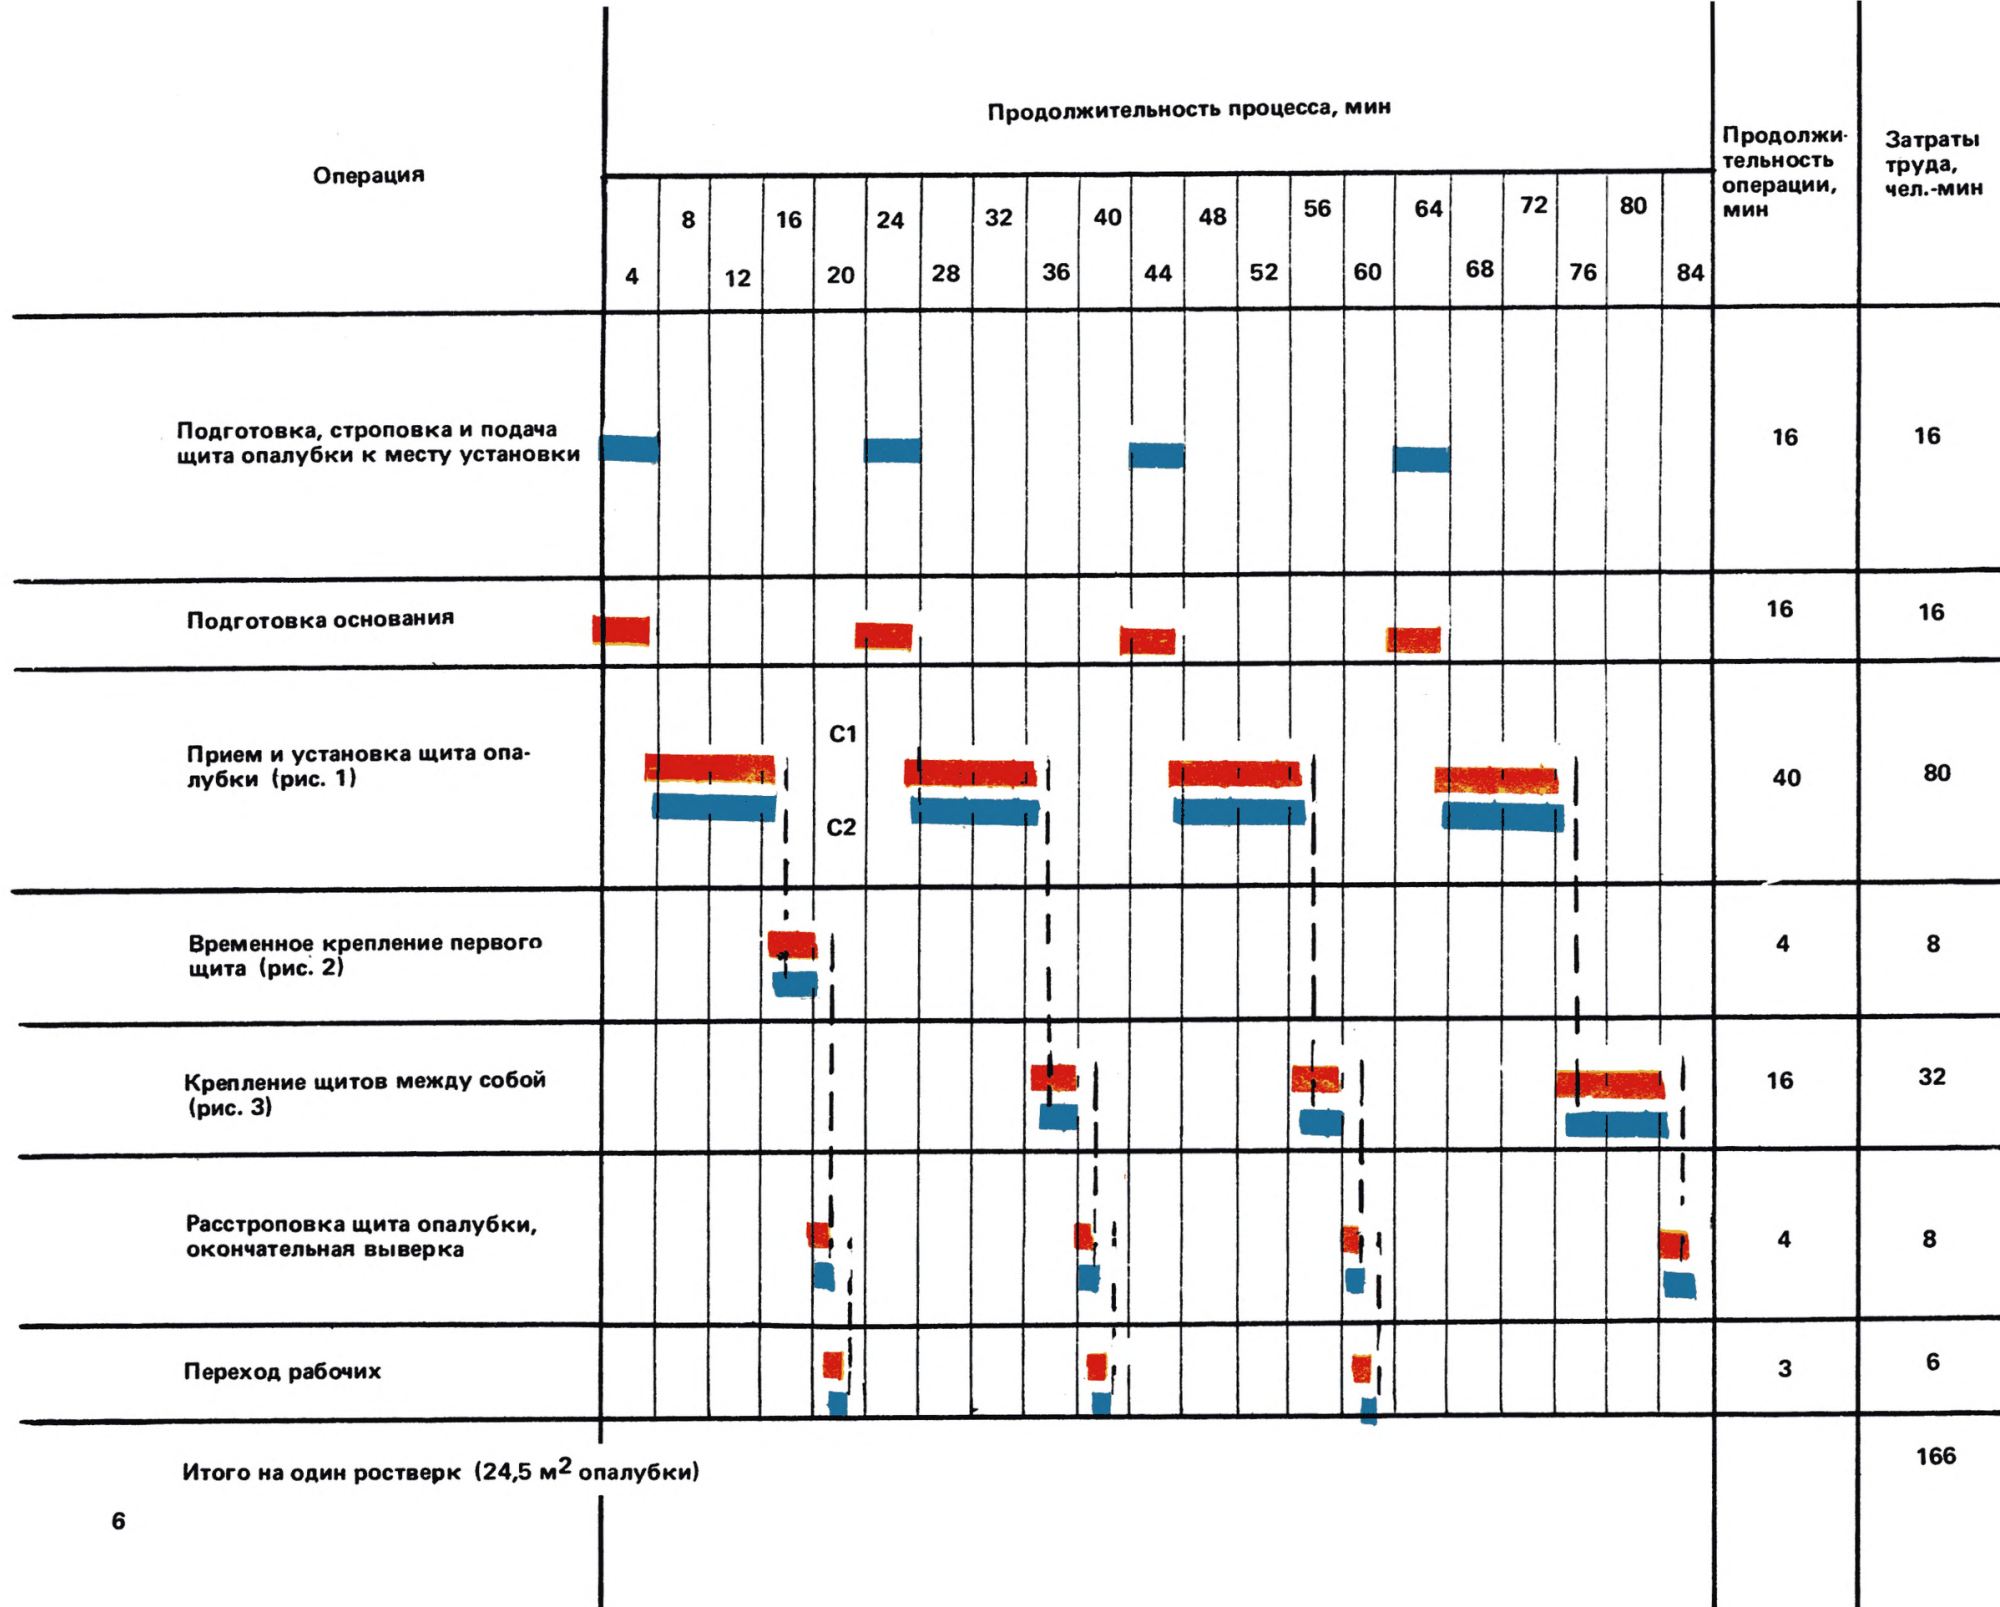 Операция
Продолжительность процесса, мин
Продолжи-
тельность
операции,
мин
Затраты
труда,
чел.-мин
8 16 24 32 40 48 56 64 72 80
4 12 20 28 36 44 52 60 68 76 84
Подготовка, строповка и подача
щита опалубки к месту установки
16 16
Подготовка основания
16 16
С1
Прием и установка щита опа-
лубки (рис. 1)
40 80
С2
Временное крепление первого
щита (рис. 2)
4 8
Крепление щитов между собой
(рис. 3)
16 32
Расстроповка щита опалубки,
окончательная выверка
4 8
Переход рабочих
3 6
Итого на один ростверк (24,5 м2 опалубки)
166
6